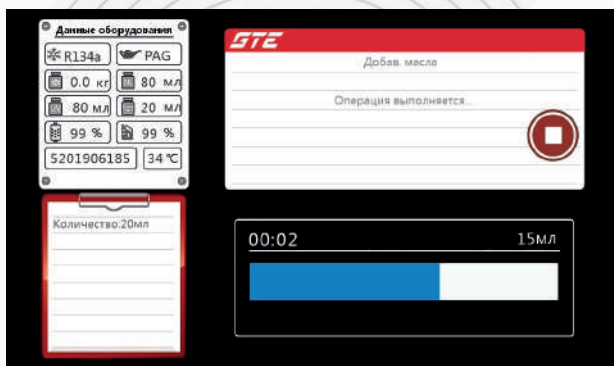 Данные оборудования
R134a PAG
0.0 кг 80 мл
80 мл 20 мл
99 % 99 %
5201906185 34℃
GTE
Добав. масла
Операция выполняется...
Количество:20мл
00:02 15мл